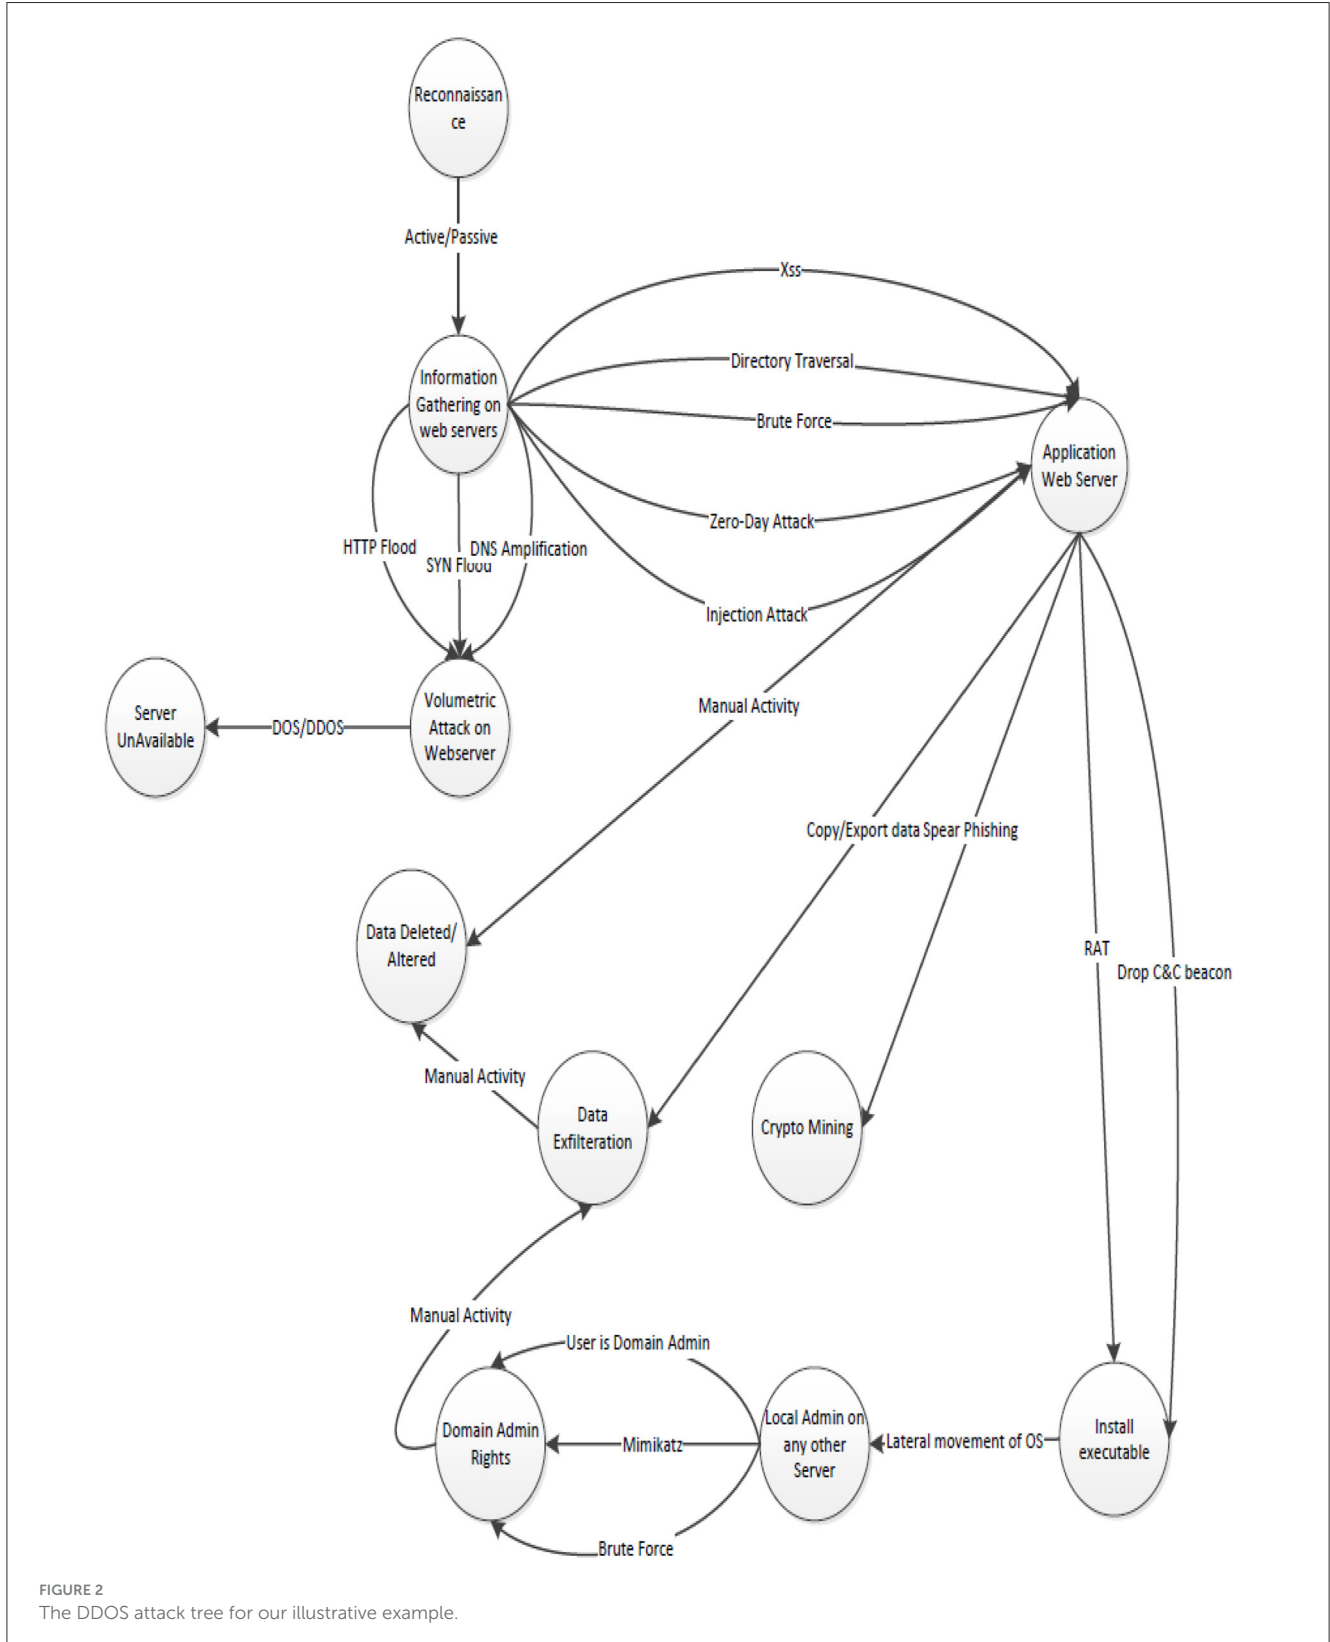 Reconnaissan
ce
Active/Passive
Xss
Directory Traversal
Brute Force
Information
Gathering on
web servers
Application
Web Server
Zero-Day Attack
HTTP Flood
SYN Flood
DNS Amplification
Injection Attack
Manual Activity
Server
UnAvailable
DOS/DDOS
Volumetric
Attack on
Webserver
Copy/Export data
Spear Phishing
Data Deleted/
Altered
RAT
Drop C&C beacon
Manual Activity
Data
Exfilteration
Crypto Mining
Manual Activity
User is Domain Admin
Domain Admin
Rights
Mimikatz
Local Admin on
any other
Server
Lateral movement of OS
Install
executable
Brute Force
FIGURE 2
The DDOS attack tree for our illustrative example.